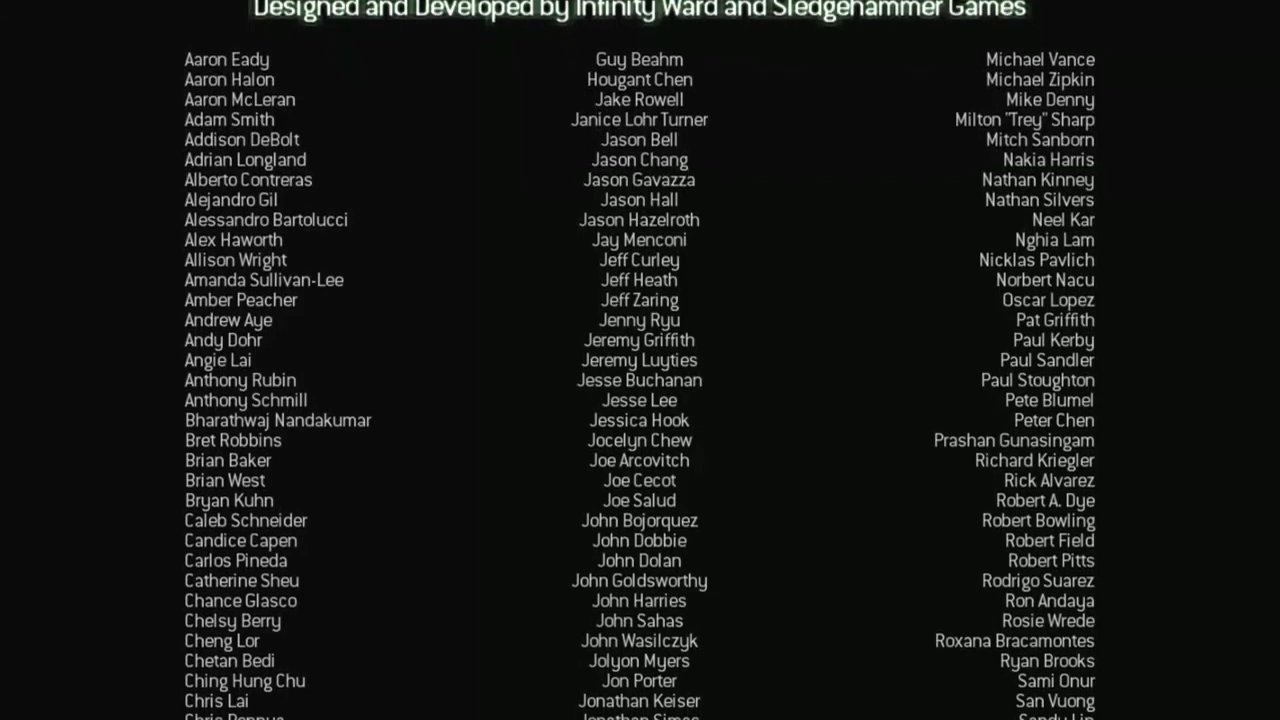 Designed and Developed by Infinity Ward and Sledgehammer Games
Aaron Eady
Aaron Halon
Aaron McLeran
Adam Smith
Addison DeBolt
Adrian Longland
Alberto Contreras
Alejandro Gil
Alessandro Bartolucci
Alex Haworth
Allison Wright
Amanda Sullivan-Lee
Amber Peacher
Andrew Aye
Andy Dohr
Angie Lai
Anthony Rubin
Anthony Schmill
Bharathwaj Nandakumar
Bret Robbins
Brian Baker
Brian West
Bryan Kuhn
Caleb Schneider
Candice Capen
Carlos Pineda
Catherine Sheu
Chance Glasco
Chelsy Berry
Cheng Lor
Chetan Bedi
Ching Hung Chu
Chris Lai
Chris
Guy Beahm
Hougant Chen
Jake Rowell
Janice Lohr Turner
Jason Bell
Jason Chang
Jason Gavazza
Jason Hall
Jason Hazelroth
Jay Menconi
Jeff Curley
Jeff Heath
Jeff Zaring
Jenny Ryu
Jeremy Griffith
Jeremy Luyties
Jesse Buchanan
Jesse Lee
Jessica Hook
Jocelyn Chew
Joe Arcovitch
Joe Cecot
Joe Salud
John Bojorquez
John Dobbie
John Dolan
John Goldsworthy
John Harries
John Sahas
John Wasilczyk
Jolyon Myers
Jon Porter
Jonathan Keiser
Jonathan
Michael Vance
Michael Zipkin
Mike Denny
Milton "Trey" Sharp
Mitch Sanborn
Nakia Harris
Nathan Kinney
Nathan Silvers
Neel Kar
Nghia Lam
Nicklas Pavlich
Norbert Nacu
Oscar Lopez
Pat Griffith
Paul Kerby
Paul Sandler
Paul Stoughton
Pete Blumel
Peter Chen
Prashan Gunasingam
Richard Kriegler
Rick Alvarez
Robert A. Dye
Robert Bowling
Robert Field
Robert Pitts
Rodrigo Suarez
Ron Andaya
Rosie Wrede
Roxana Bracamontes
Ryan Brooks
Sami Onur
San Vuong
Sandy Lin